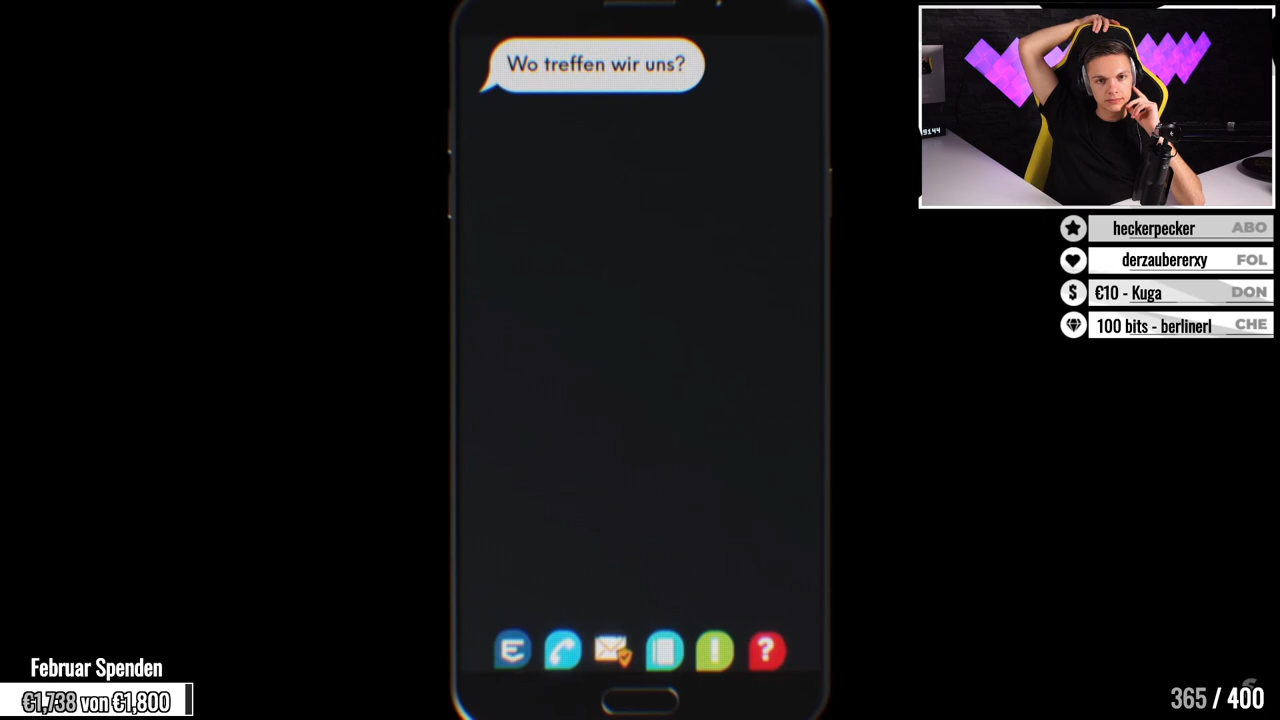 Wo treffen wir uns?
9144
heckerpecker ABO
derzaubererxy FOL
$ €10 - Kuga DON
100 bits - berlinerl CHE
E ! ?
Februar Spenden
€1,738 von €1,800
365 / 400